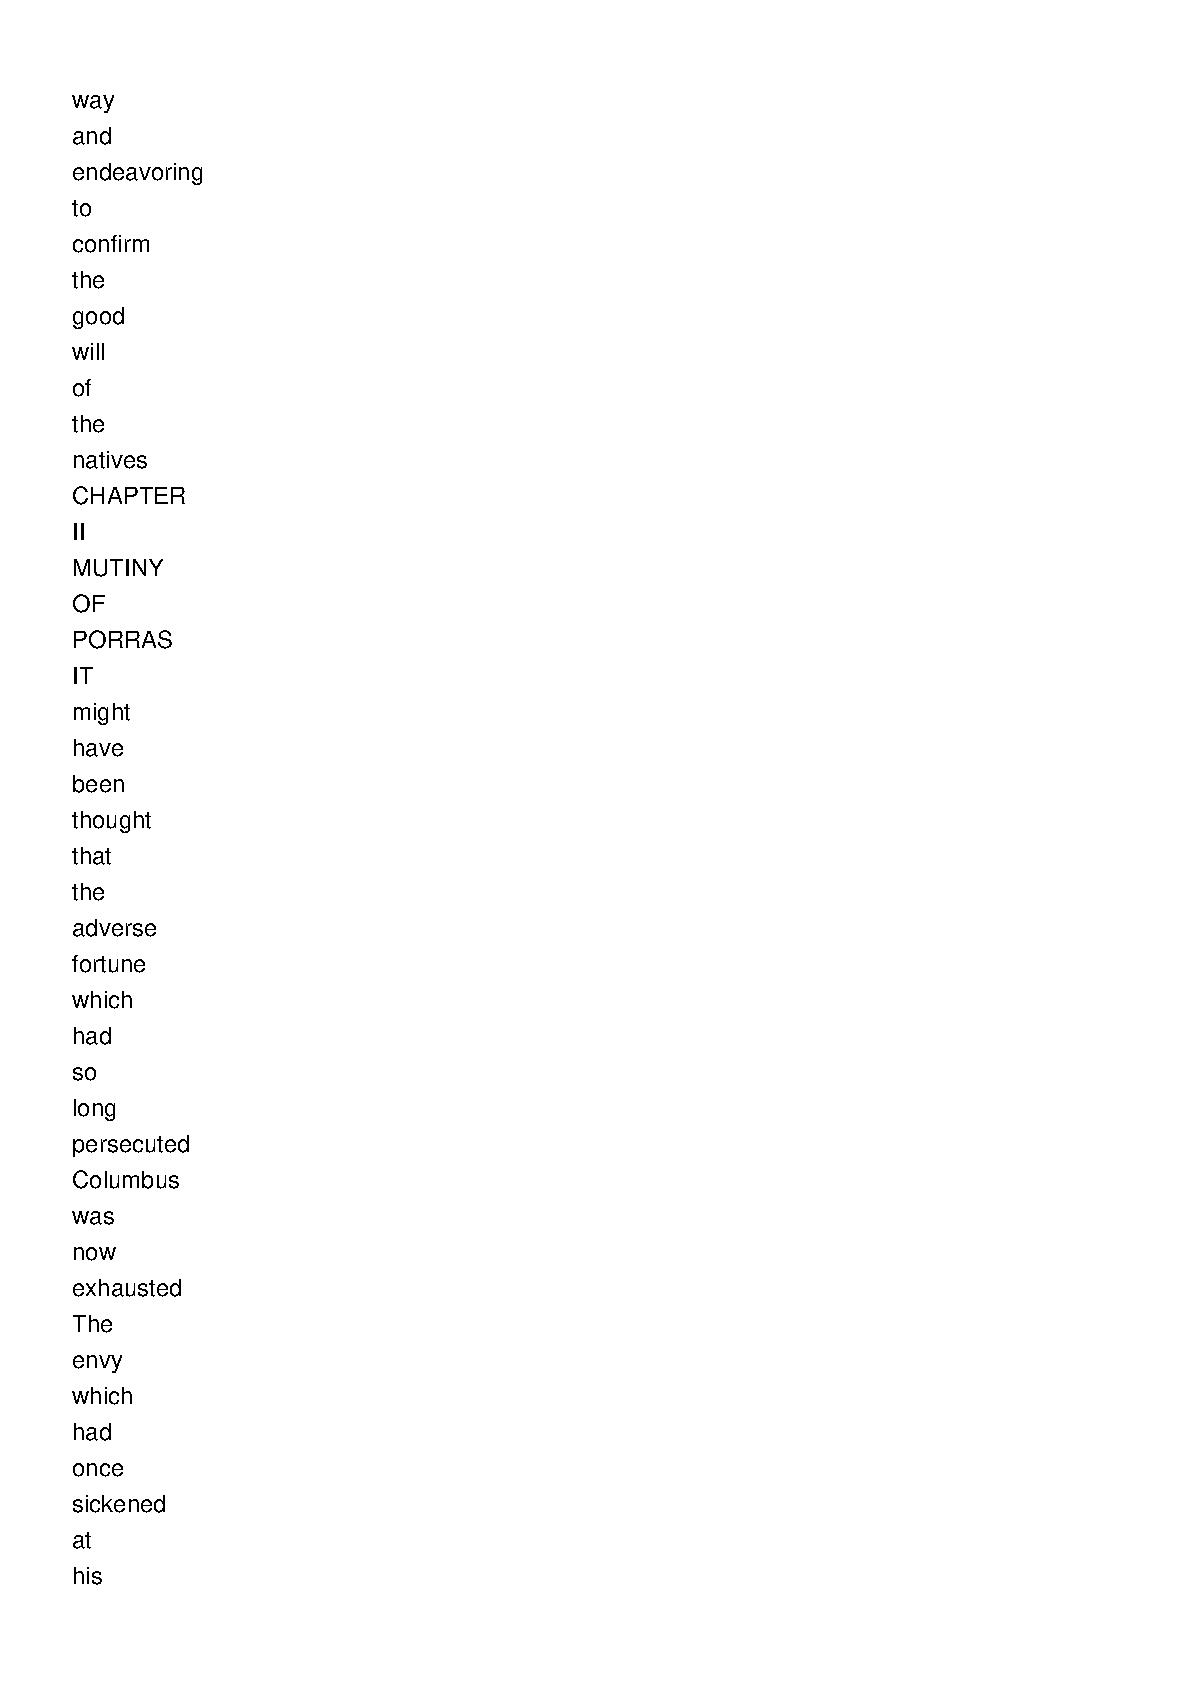 way
and
endeavoring
to
confirm
the
good
will
of
the
natives
CHAPTER
II
MUTINY
OF
PORRAS
IT
might
have
been
thought
that
the
adverse
fortune
which
had
so
long
persecuted
Columbus
was
now
exhausted
The
envy
which
had
once
sickened
at
his